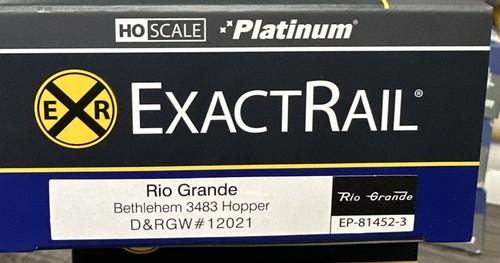 HO SCALE Platinum®
E R EXACTRAIL®
Rio Grande
Bethlehem 3483 Hopper
D&RGW#12021
Rio Grande
EP-81452-3